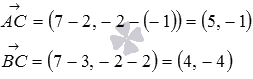 →AC = (7 − 2, − 2 − (−1)) = (5, −1)
→BC = (7 − 3, − 2 − 2) = (4, −4)